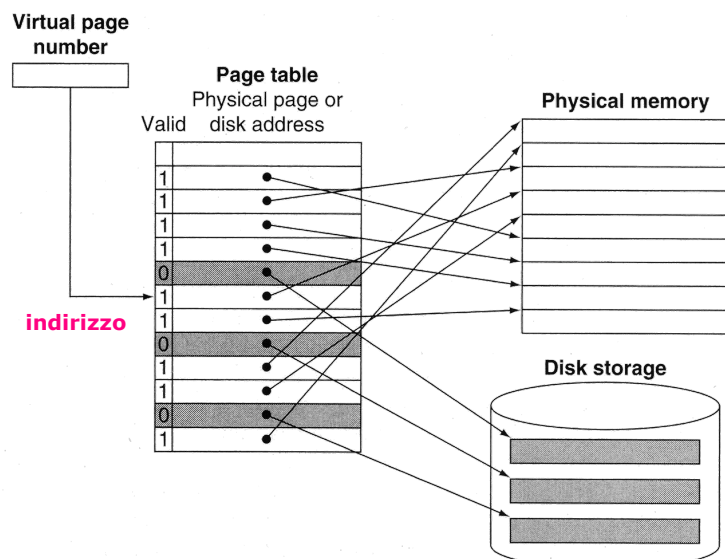 Virtual page
number
Page table
Physical page or
Valid disk address
Physical memory
1
1
1
1
0
1
indirizzo
1
0
1
1
0
1
Disk storage